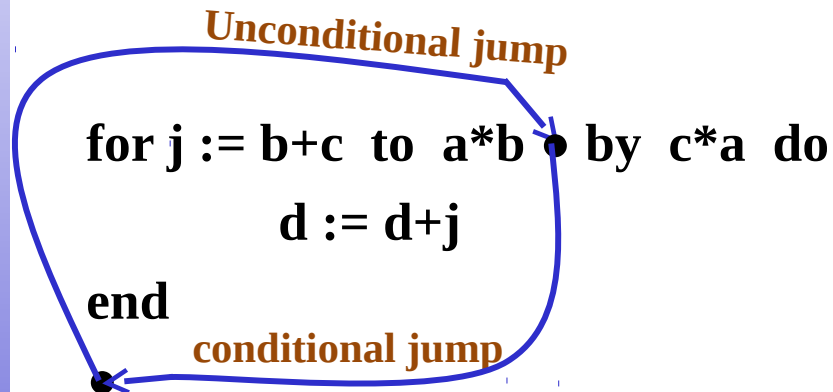 Unconditional jump
for j := b+c to a*b by c*a do
d := d+j
end
conditional jump